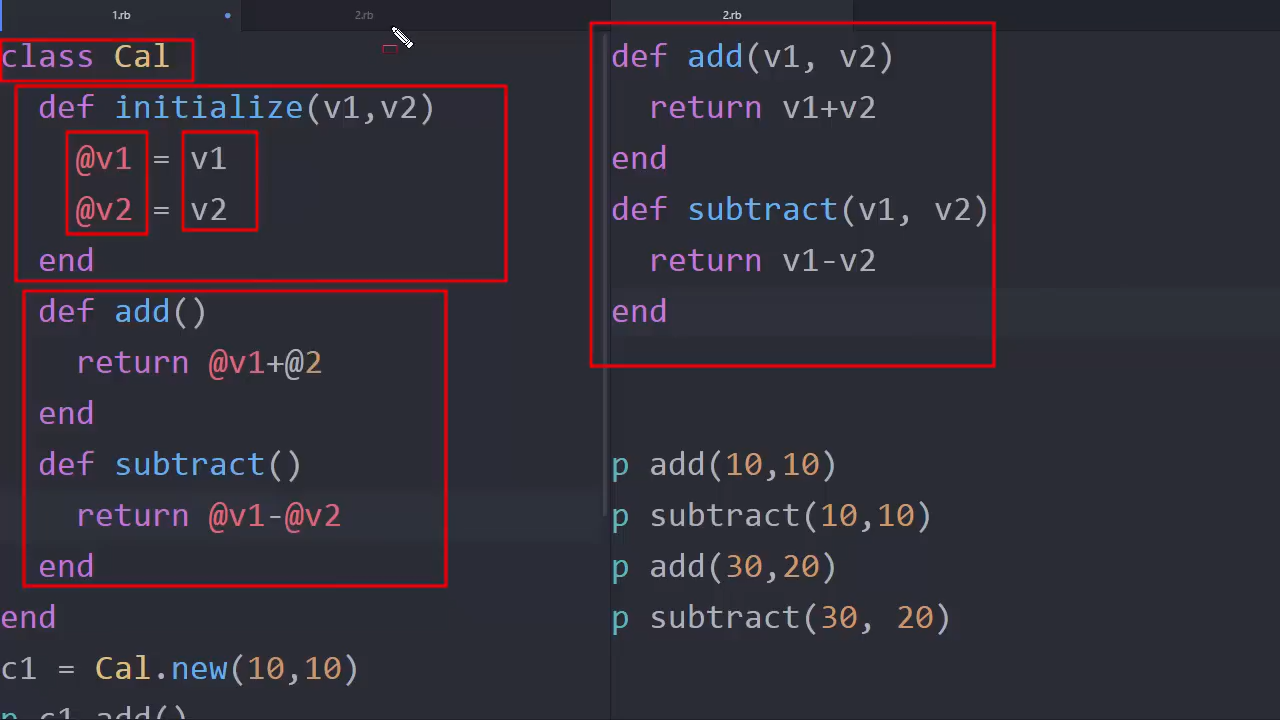 1.rb
2.rb
2.rb
class Cal
def initialize(v1,v2)
@v1 = v1
@v2 = v2
end
def add()
return @v1+@2
end
def subtract()
return @v1-@v2
end
end
c1 = Cal.new(10,10)
p c1.add()
def add(v1, v2)
return v1+v2
end
def subtract(v1, v2)
return v1-v2
end
p add(10,10)
p subtract(10,10)
p add(30,20)
p subtract(30, 20)